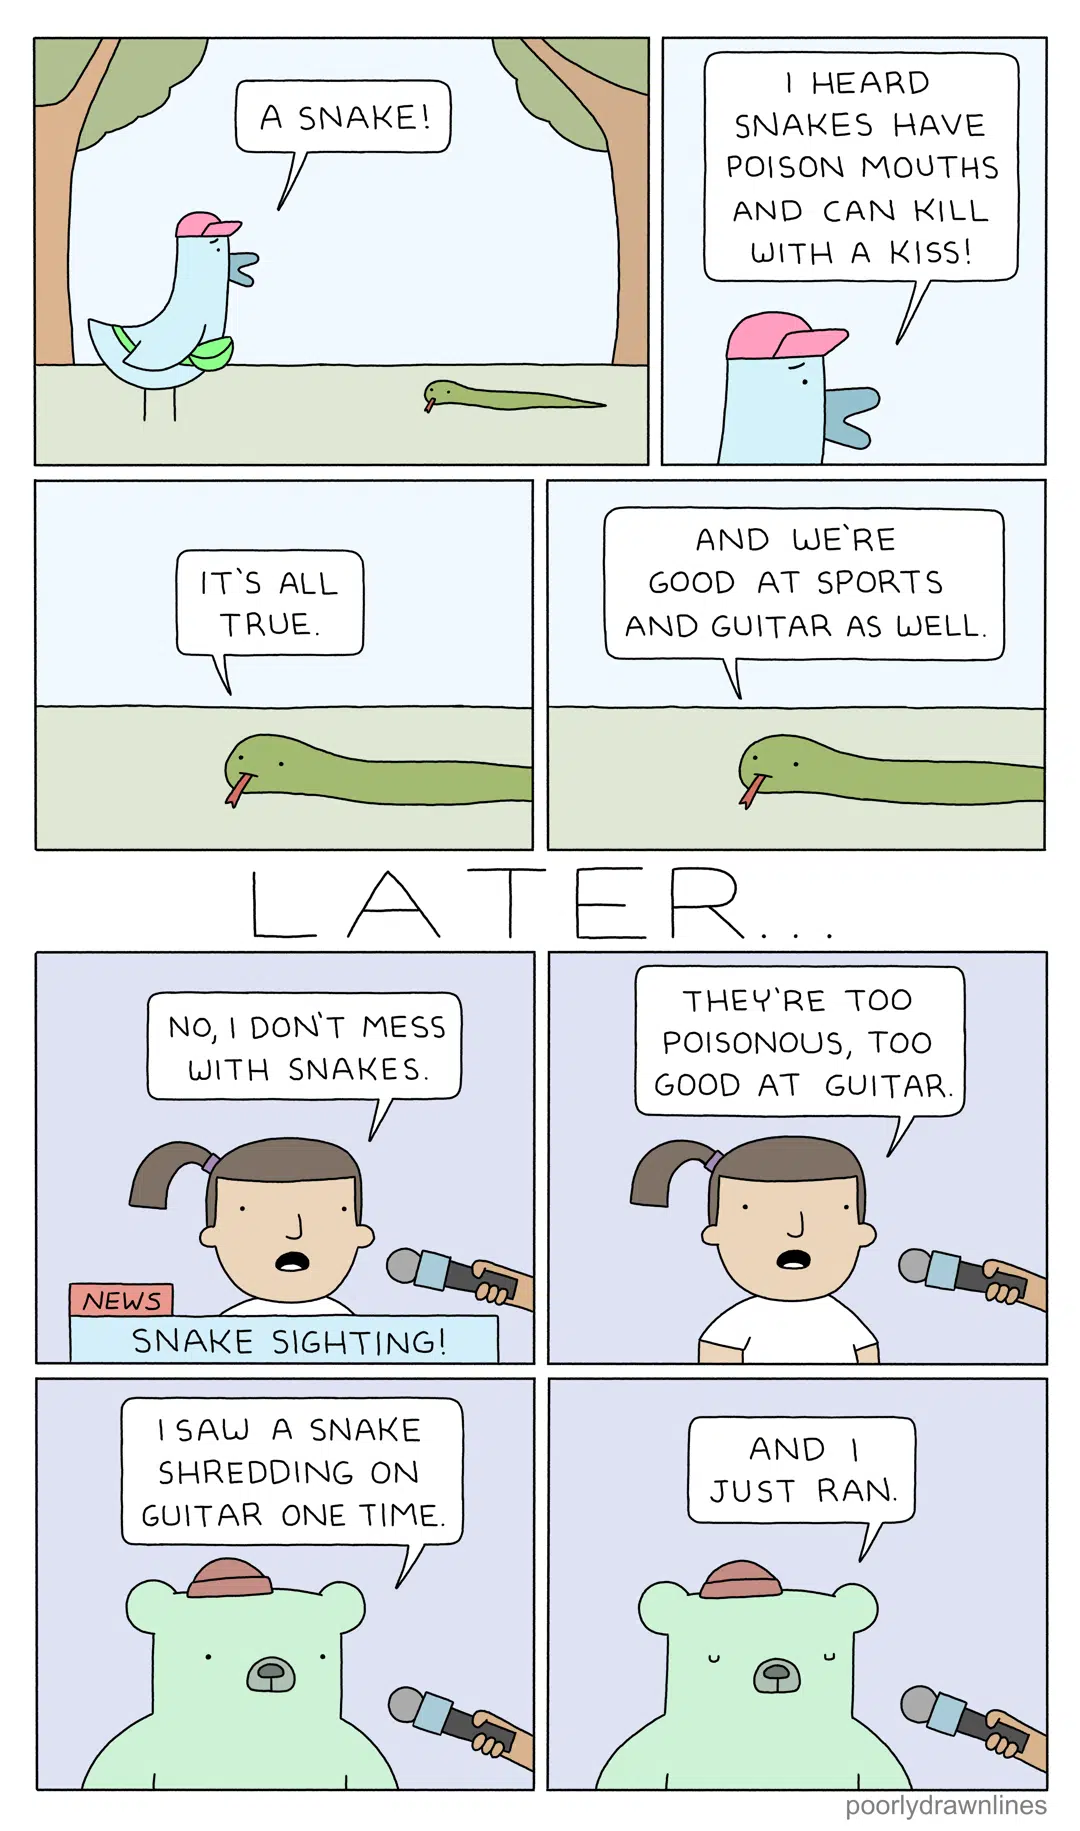 A SNAKE!
I HEARD
SNAKES HAVE
POISON MOUTHS
AND CAN KILL
WITH A KISS!
IT'S ALL
TRUE.
AND WE'RE
GOOD AT SPORTS
AND GUITAR AS WELL.
LATER...
NO, I DON'T MESS
WITH SNAKES.
NEWS
SNAKE SIGHTING!
THEY'RE TOO
POISONOUS, TOO
GOOD AT GUITAR.
I SAW A SNAKE
SHREDDING ON
GUITAR ONE TIME.
AND I
JUST RAN.
poorlydrawnlines